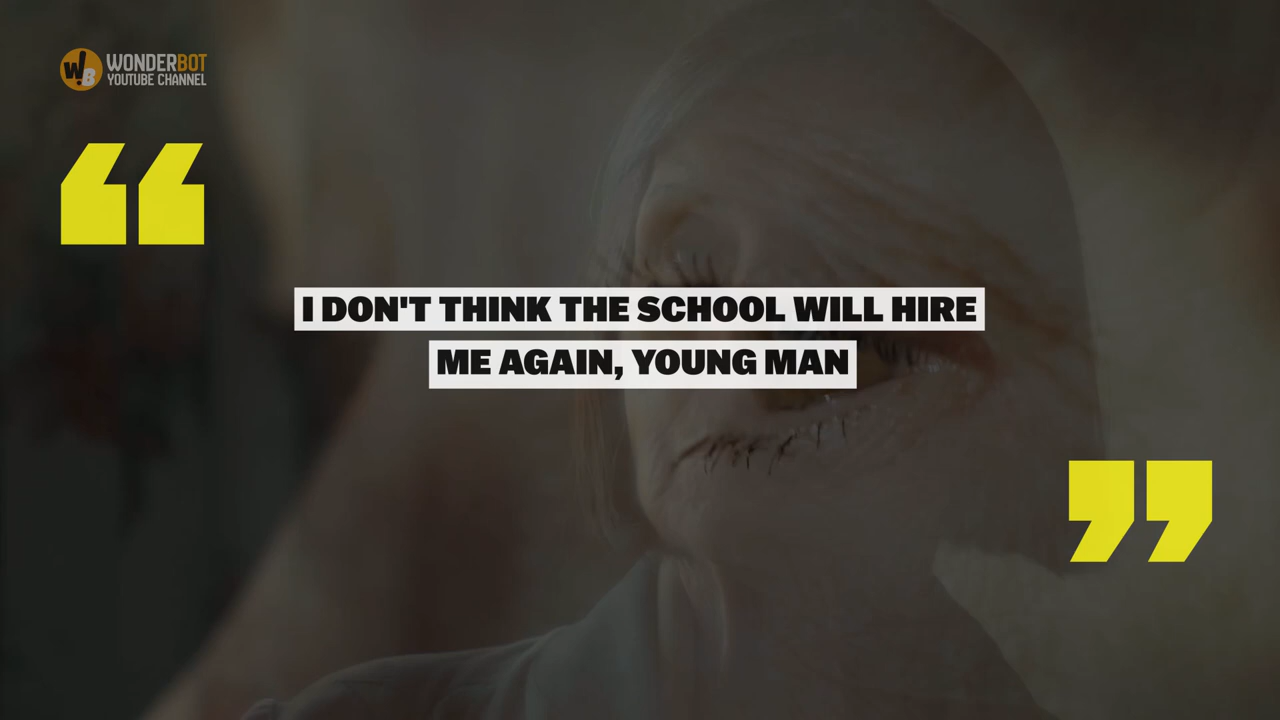 WONDERBOT
YOUTUBE CHANNEL
“
I DON'T THINK THE SCHOOL WILL HIRE
ME AGAIN, YOUNG MAN
”